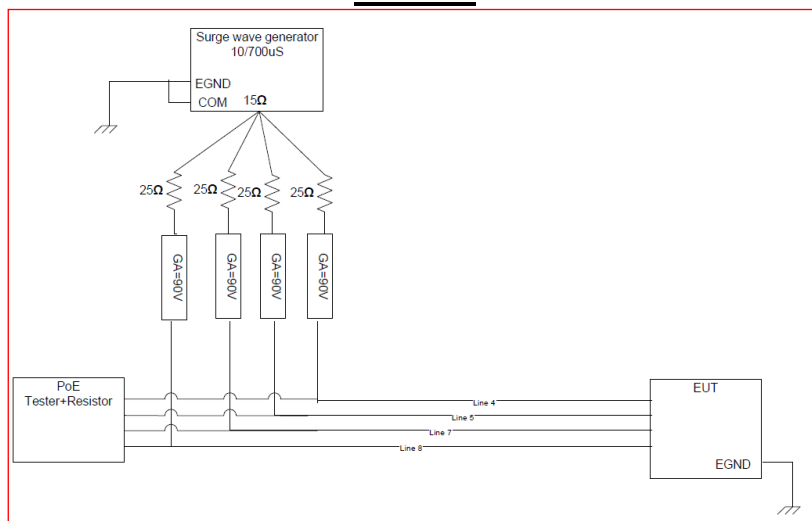 Surge wave generator
10/700uS
EGND
COM
15Ω
25Ω
25Ω
25Ω
25Ω
GA=90V
GA=90V
GA=90V
GA=90V
PoE
Tester+Resistor
Line 4
Line 5
Line 7
Line 8
EUT
EGND